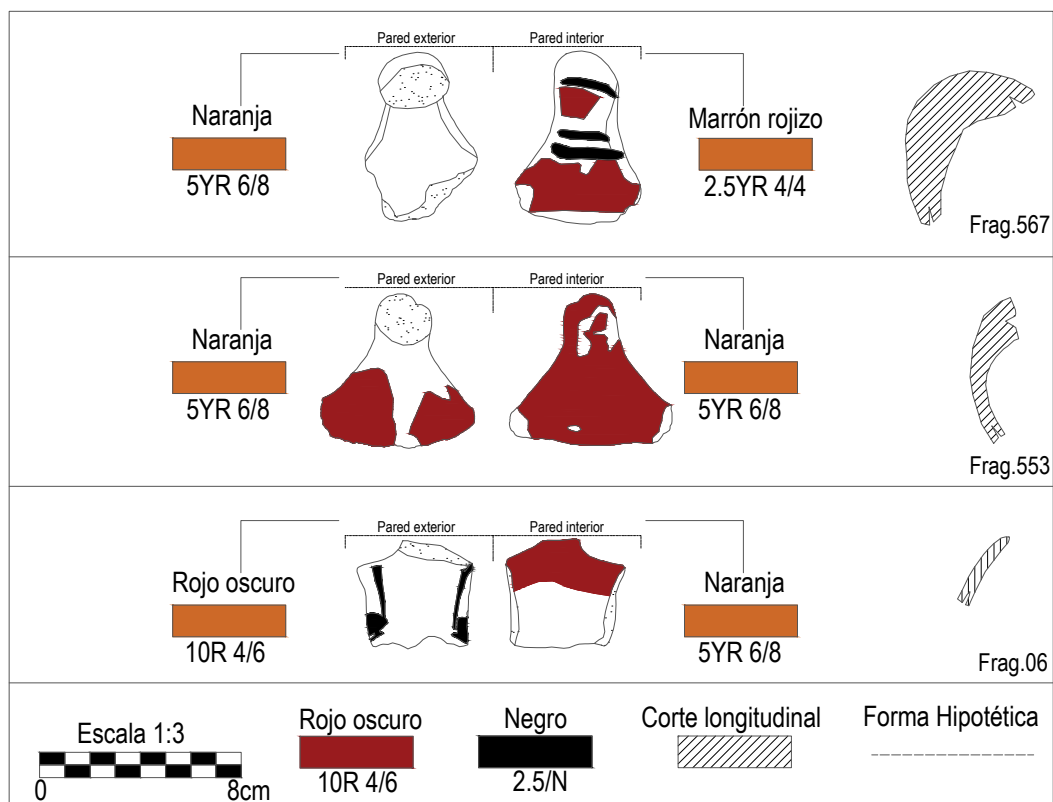 Pared exterior Pared interior
Naranja
5YR 6/8
Marrón rojizo
2.5YR 4/4
Frag.567
Pared exterior Pared interior
Naranja
5YR 6/8
Naranja
5YR 6/8
Frag.553
Pared exterior Pared interior
Rojo oscuro
10R 4/6
Naranja
5YR 6/8
Frag.06
Escala 1:3
0 8cm
Rojo oscuro
10R 4/6
Negro
2.5/N
Corte longitudinal
Forma Hipotética